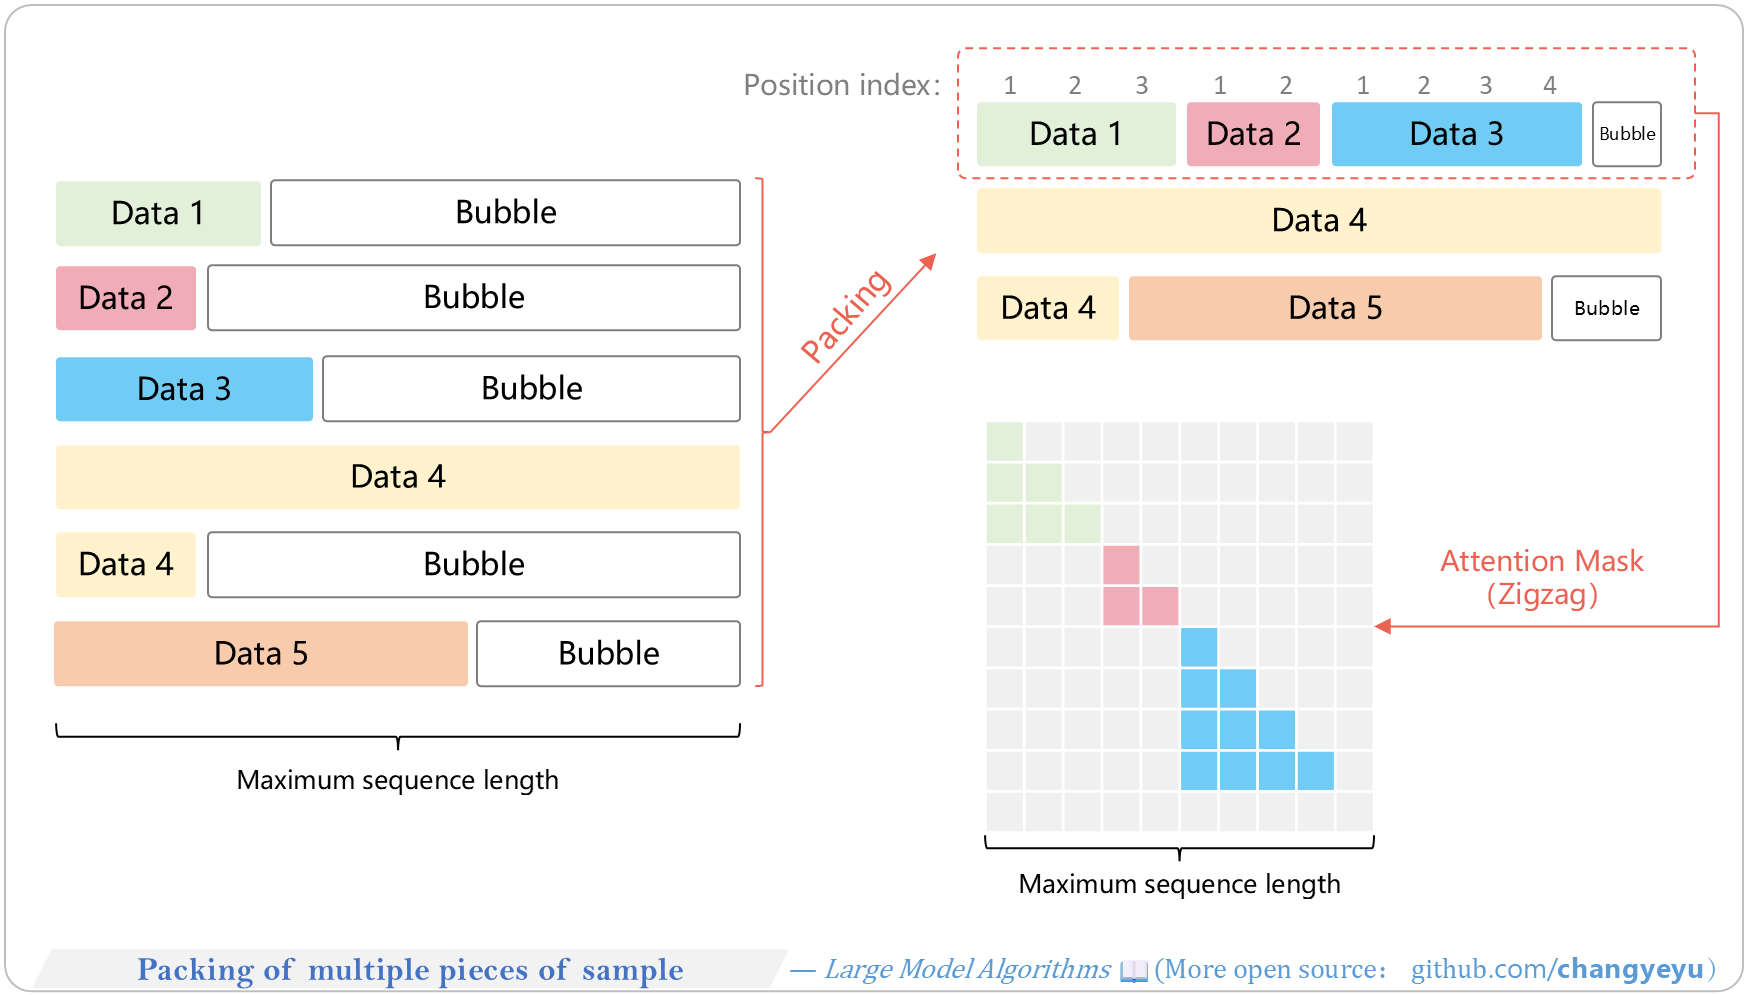 Position index:
1 2 3 1 2 1 2 3 4
Data 1 Data 2 Data 3 Bubble
Data 4
Data 4 Data 5 Bubble
Data 1 Bubble
Data 2 Bubble
Data 3 Bubble
Data 4
Data 4 Bubble
Data 5 Bubble
Maximum sequence length
Packing
Attention Mask
(Zigzag)
Maximum sequence length
Packing of multiple pieces of sample — Large Model Algorithms 📖 (More open source: github.com/changyeyu)